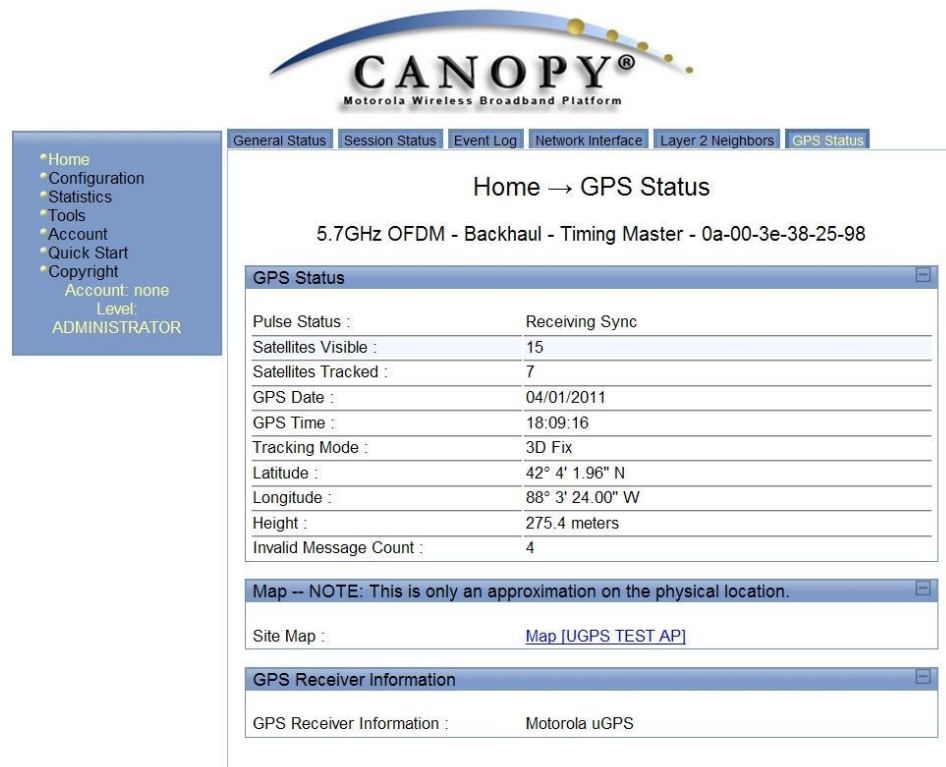 CANOPY®
Motorola Wireless Broadband Platform
General Status Session Status Event Log Network Interface Layer 2 Neighbors GPS Status
Home
Configuration
Statistics
Tools
Account
Quick Start
Copyright
Account: none
Level:
ADMINISTRATOR
Home → GPS Status
5.7GHz OFDM - Backhaul - Timing Master - 0a-00-3e-38-25-98
GPS Status
Pulse Status : Receiving Sync
Satellites Visible : 15
Satellites Tracked : 7
GPS Date : 04/01/2011
GPS Time : 18:09:16
Tracking Mode : 3D Fix
Latitude : 42° 4' 1.96" N
Longitude : 88° 3' 24.00" W
Height : 275.4 meters
Invalid Message Count : 4
Map -- NOTE: This is only an approximation on the physical location.
Site Map : Map [UGPS TEST AP]
GPS Receiver Information
GPS Receiver Information : Motorola uGPS